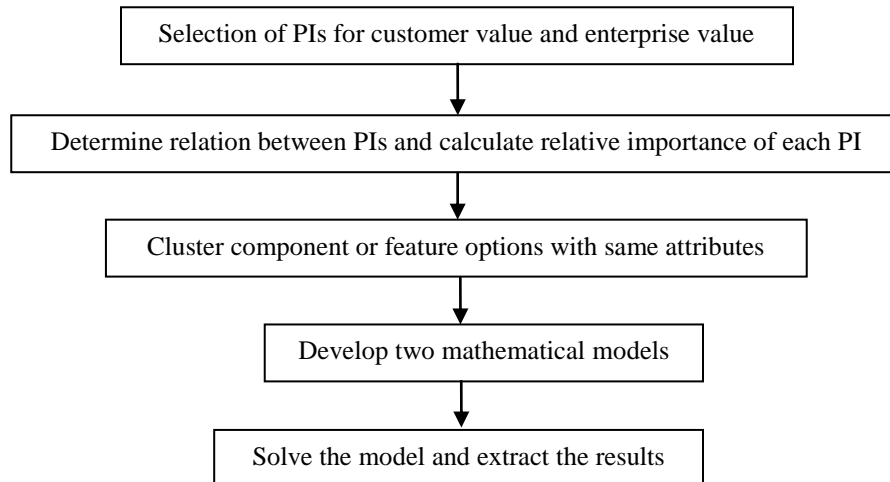 Selection of PIs for customer value and enterprise value
Determine relation between PIs and calculate relative importance of each PI
Cluster component or feature options with same attributes
Develop two mathematical models
Solve the model and extract the results